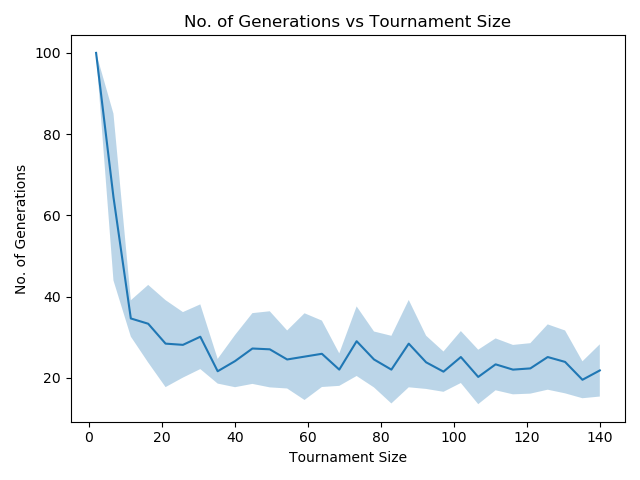 No. of Generations vs Tournament Size
No. of Generations
100
80
60
40
20
0 20 40 60 80 100 120 140
Tournament Size